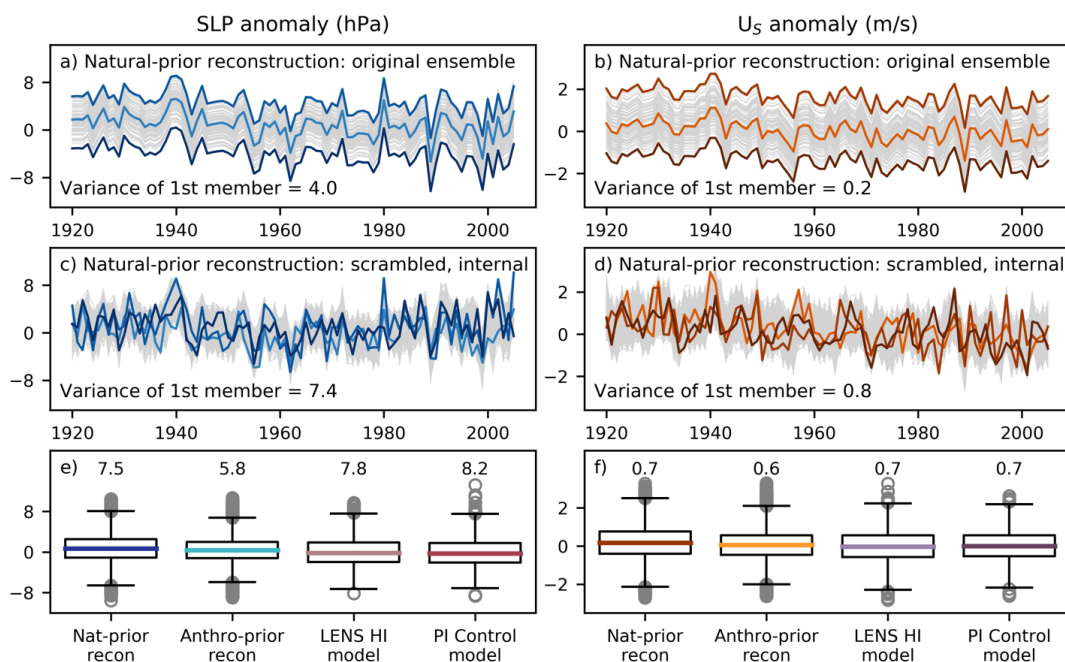 SLP anomaly (hPa)
U_S anomaly (m/s)
a) Natural-prior reconstruction: original ensemble
8
0
−8
Variance of 1st member = 4.0
1920 1940 1960 1980 2000
b) Natural-prior reconstruction: original ensemble
2
0
−2
Variance of 1st member = 0.2
1920 1940 1960 1980 2000
c) Natural-prior reconstruction: scrambled, internal
8
0
−8
Variance of 1st member = 7.4
1920 1940 1960 1980 2000
d) Natural-prior reconstruction: scrambled, internal
2
0
−2
Variance of 1st member = 0.8
1920 1940 1960 1980 2000
e) 7.5 5.8 7.8 8.2
8
0
−8
Nat-prior Anthro-prior LENS HI PI Control
recon recon model model
f) 0.7 0.6 0.7 0.7
2
0
−2
Nat-prior Anthro-prior LENS HI PI Control
recon recon model model